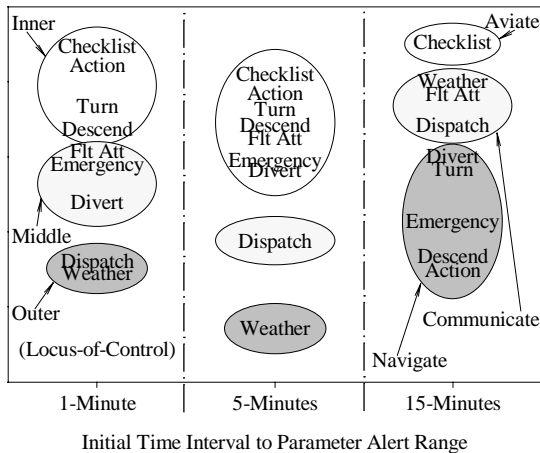 Inner
Checklist
Action
Turn
Descend
Flt Att
Emergency
Divert
Middle
Dispatch
Weather
Outer
(Locus-of-Control)
Checklist
Action
Turn
Descend
Flt Att
Emergency
Divert
Dispatch
Weather
Aviate
Checklist
Weather
Flt Att
Dispatch
Divert
Turn
Emergency
Descend
Action
Communicate
Navigate
1-Minute
5-Minutes
15-Minutes
Initial Time Interval to Parameter Alert Range